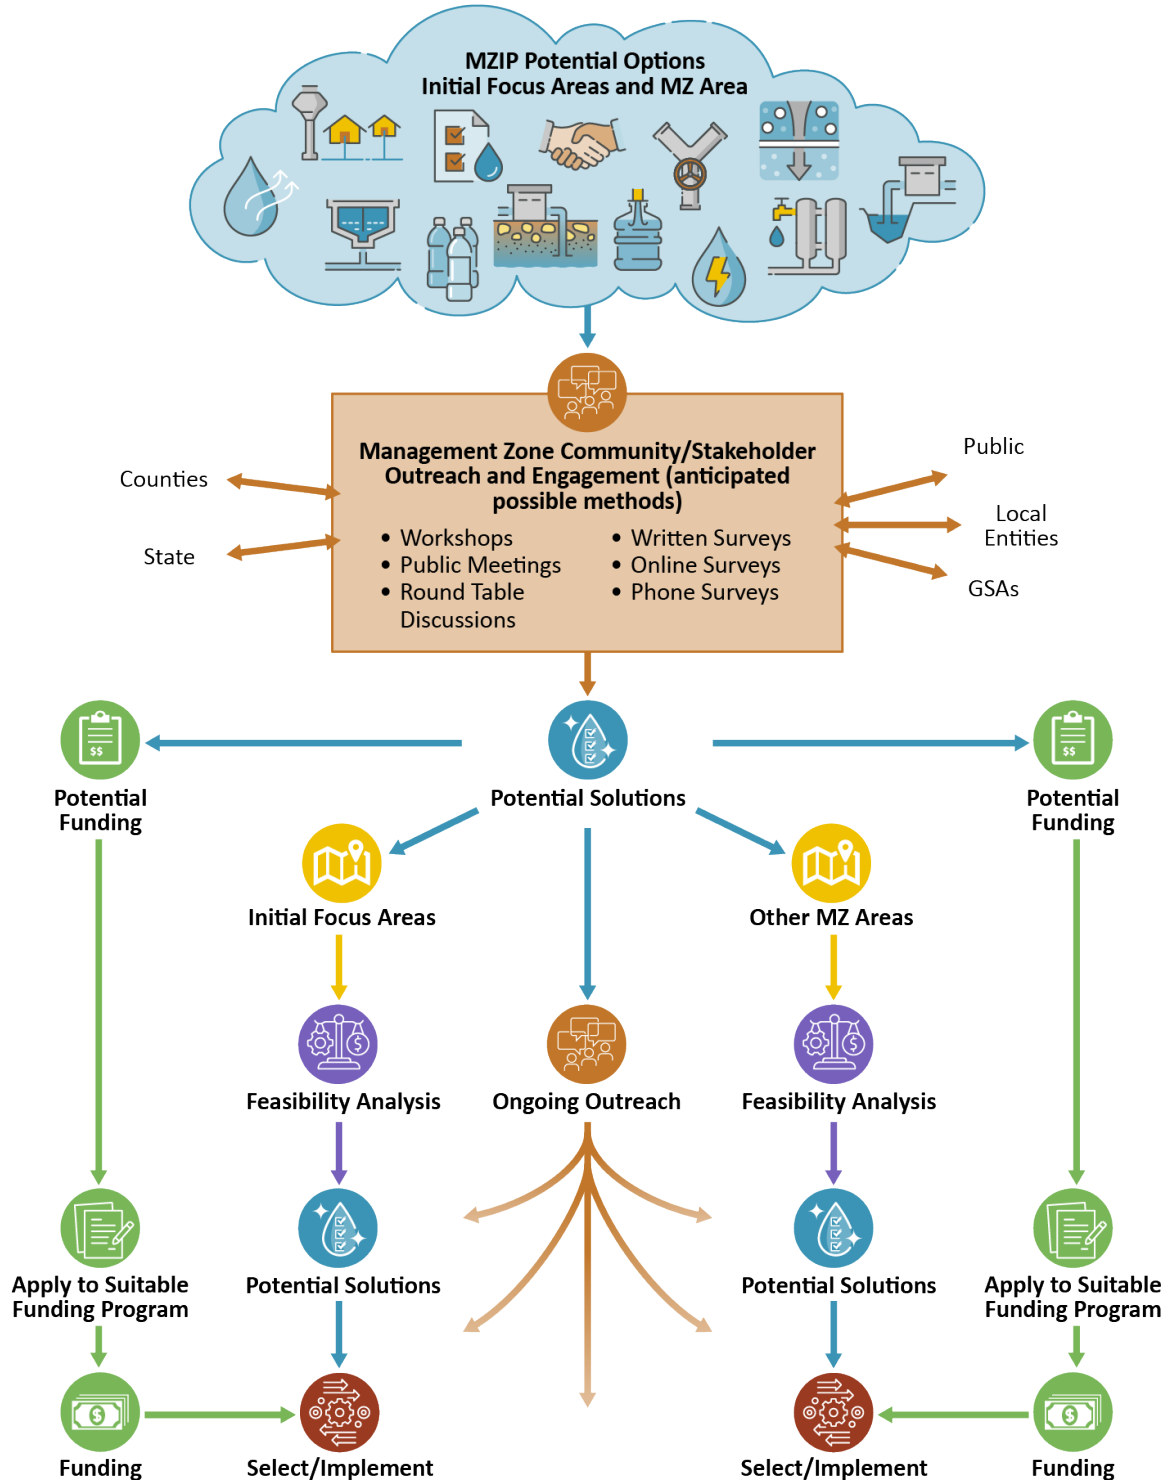 MZIP Potential Options
Initial Focus Areas and MZ Area
Management Zone Community/Stakeholder
Outreach and Engagement (anticipated
possible methods)
• Workshops
• Public Meetings
• Round Table
Discussions
• Written Surveys
• Online Surveys
• Phone Surveys
Counties
State
Public
Local
Entities
GSAs
$$
Potential
Funding
Potential Solutions
$$
Potential
Funding
Initial Focus Areas
Other MZ Areas
$
Feasibility Analysis
Ongoing Outreach
$
Feasibility Analysis
Apply to Suitable
Funding Program
Potential Solutions
Potential Solutions
Apply to Suitable
Funding Program
$
Funding
Select/Implement
Select/Implement
$
Funding